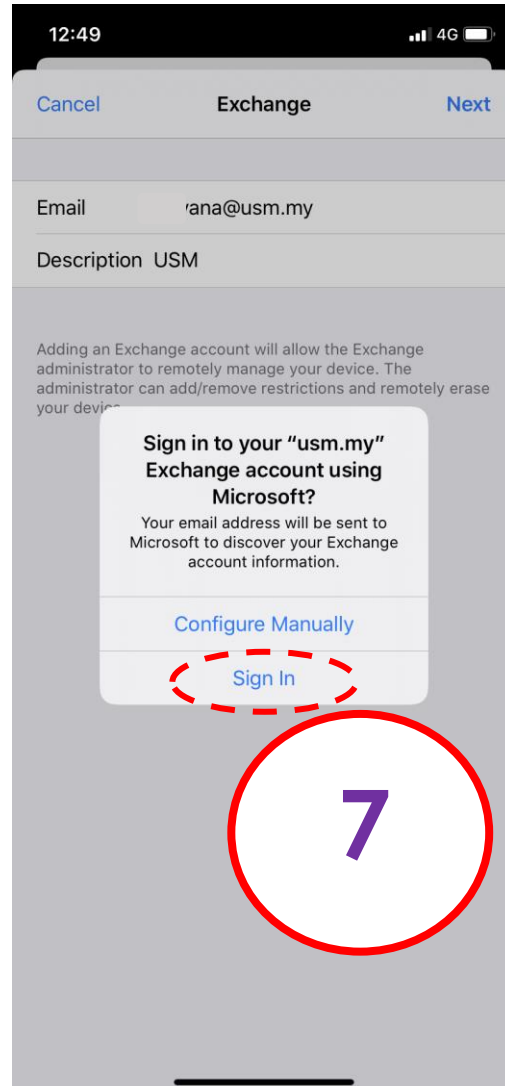 12:49 4G
Cancel Exchange Next
Email yana@usm.my
Description USM
Adding an Exchange account will allow the Exchange
administrator to remotely manage your device. The
administrator can add/remove restrictions and remotely erase
your device.
Sign in to your “usm.my”
Exchange account using
Microsoft?
Your email address will be sent to
Microsoft to discover your Exchange
account information.
Configure Manually
Sign In
7